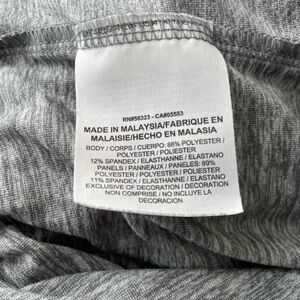 RN#56323 - CA#05553
MADE IN MALAYSIA/FABRIQUE EN
MALAISIE/HECHO EN MALASIA
BODY / CORPS / CUERPO: 88% POLYESTER /
POLYESTER / POLIESTER
12% SPANDEX / ELASTHANNE / ELASTANO
PANELS / PANNEAUX / PANELES: 89%
POLYESTER / POLYESTER / POLIESTER
11% SPANDEX / ELASTHANNE / ELASTANO
EXCLUSIVE OF DECORATION / DECORATION
NON COMPRISE / NO INCLUYE LA
DECORACION